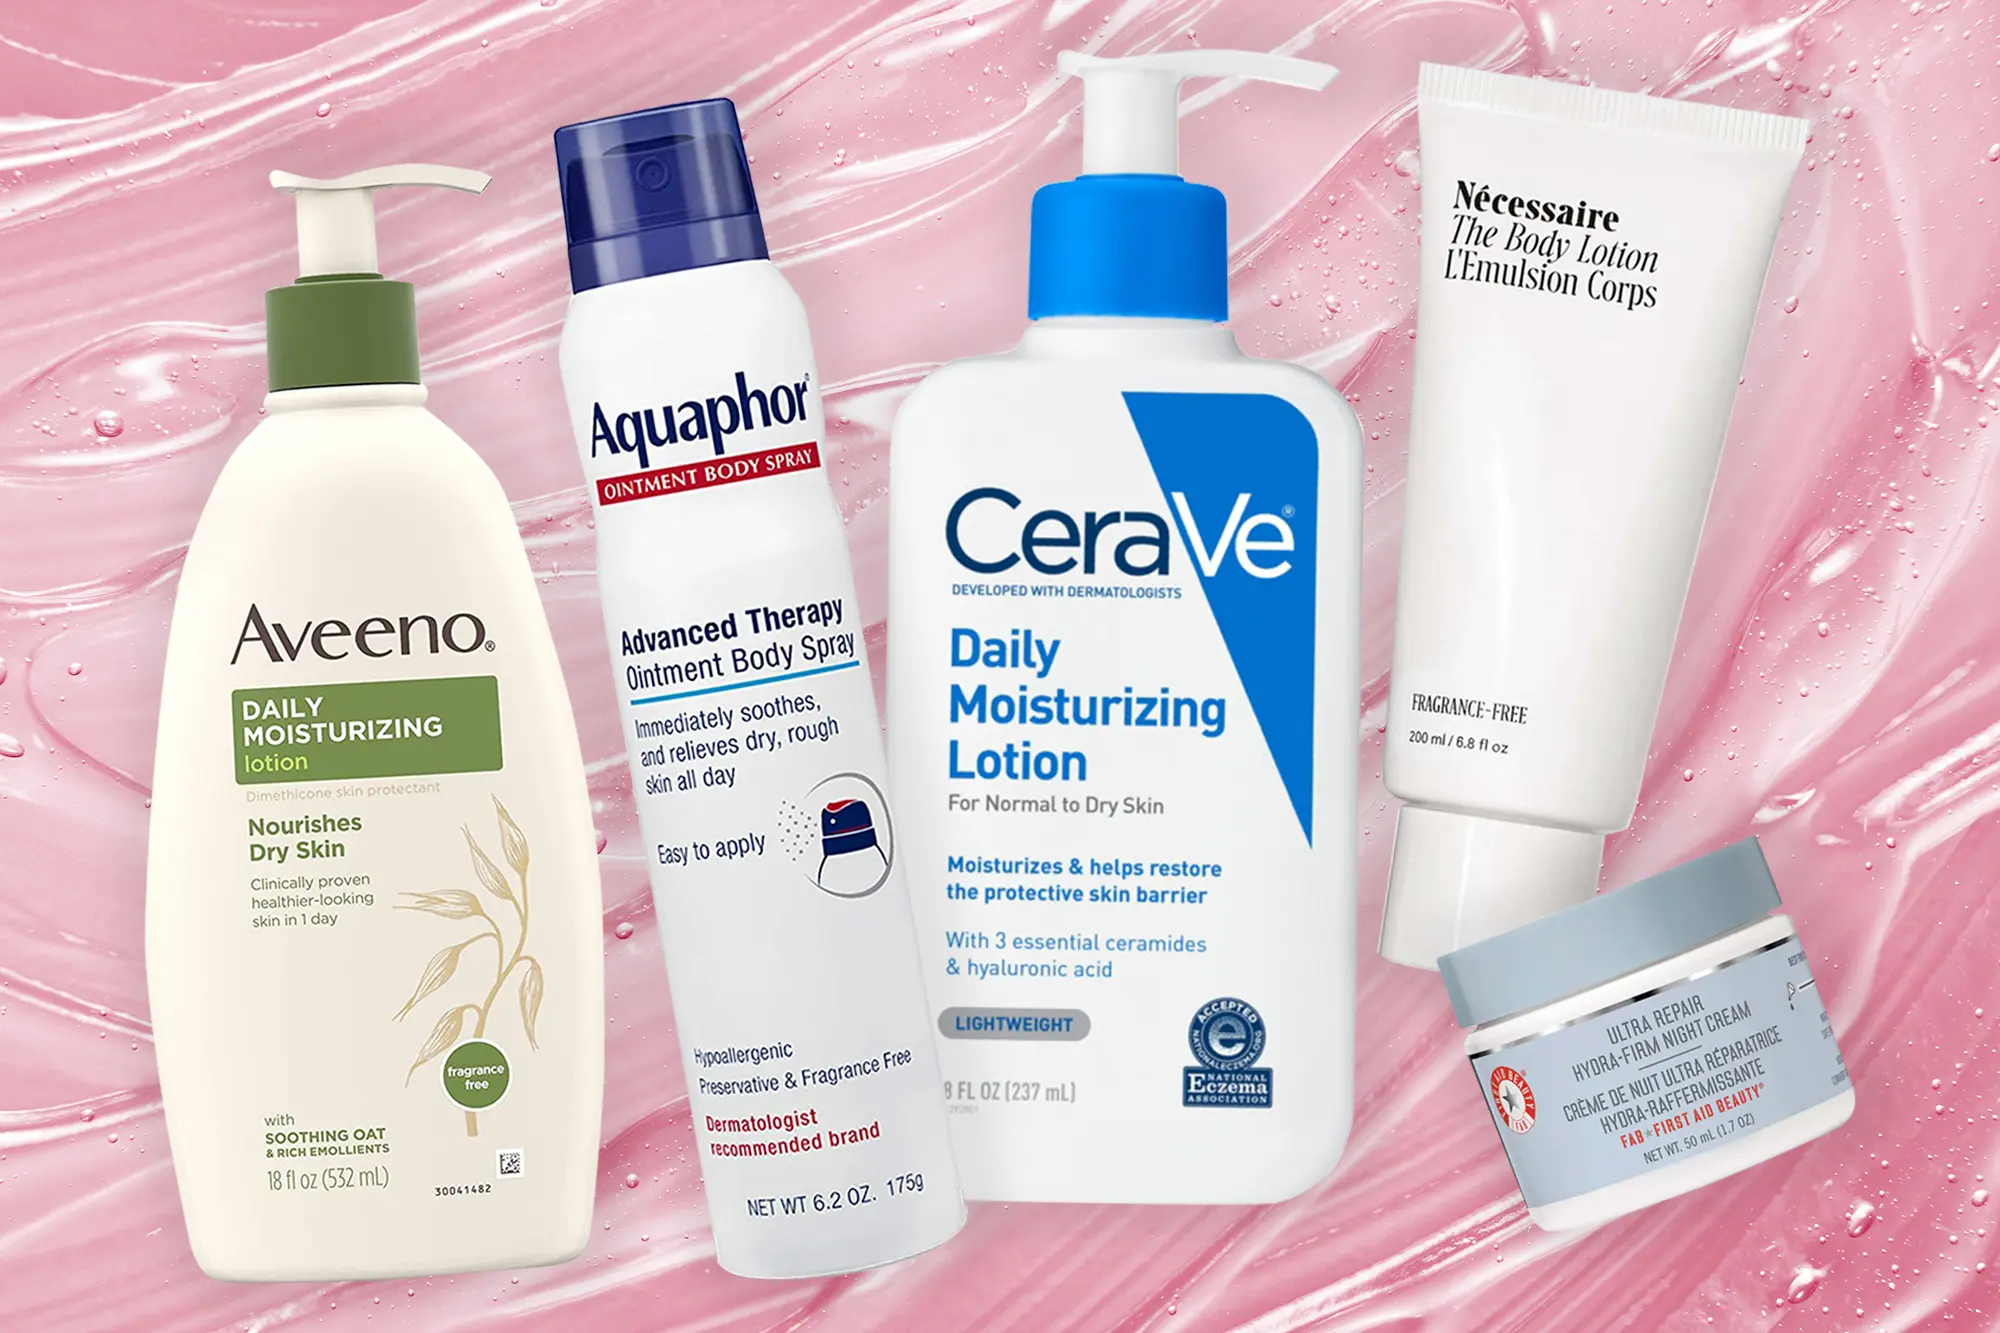 Aveeno®
DAILY
MOISTURIZING
lotion
Dimethicone skin protectant
Nourishes
Dry Skin
Clinically proven
healthier-looking
skin in 1 day
fragrance
free
with
SOOTHING OAT
& RICH EMOLLIENTS
18 fl oz (532 mL)
30041482
Aquaphor®
OINTMENT BODY SPRAY
Advanced Therapy
Ointment Body Spray
Immediately soothes,
and relieves dry, rough
skin all day
Easy to apply
Hypoallergenic
Preservative & Fragrance Free
Dermatologist
recommended brand
NET WT 6.2 OZ. 175g
CeraVe®
DEVELOPED WITH DERMATOLOGISTS
Daily
Moisturizing
Lotion
For Normal to Dry Skin
Moisturizes & helps restore
the protective skin barrier
With 3 essential ceramides
& hyaluronic acid
LIGHTWEIGHT
8 FL OZ (237 mL)
ACCEPTED
NATIONALECZEMA.ORG
NATIONAL
Eczema
ASSOCIATION
Nécessaire
The Body Lotion
L'Emulsion Corps
FRAGRANCE-FREE
200 ml / 6.8 fl oz
ULTRA REPAIR
HYDRA-FIRM NIGHT CREAM
CRÈME DE NUIT ULTRA RÉPARATRICE
HYDRA-RAFFERMISSANTE
FAB FIRST AID BEAUTY®
NET WT. 50 mL (1.7 OZ)